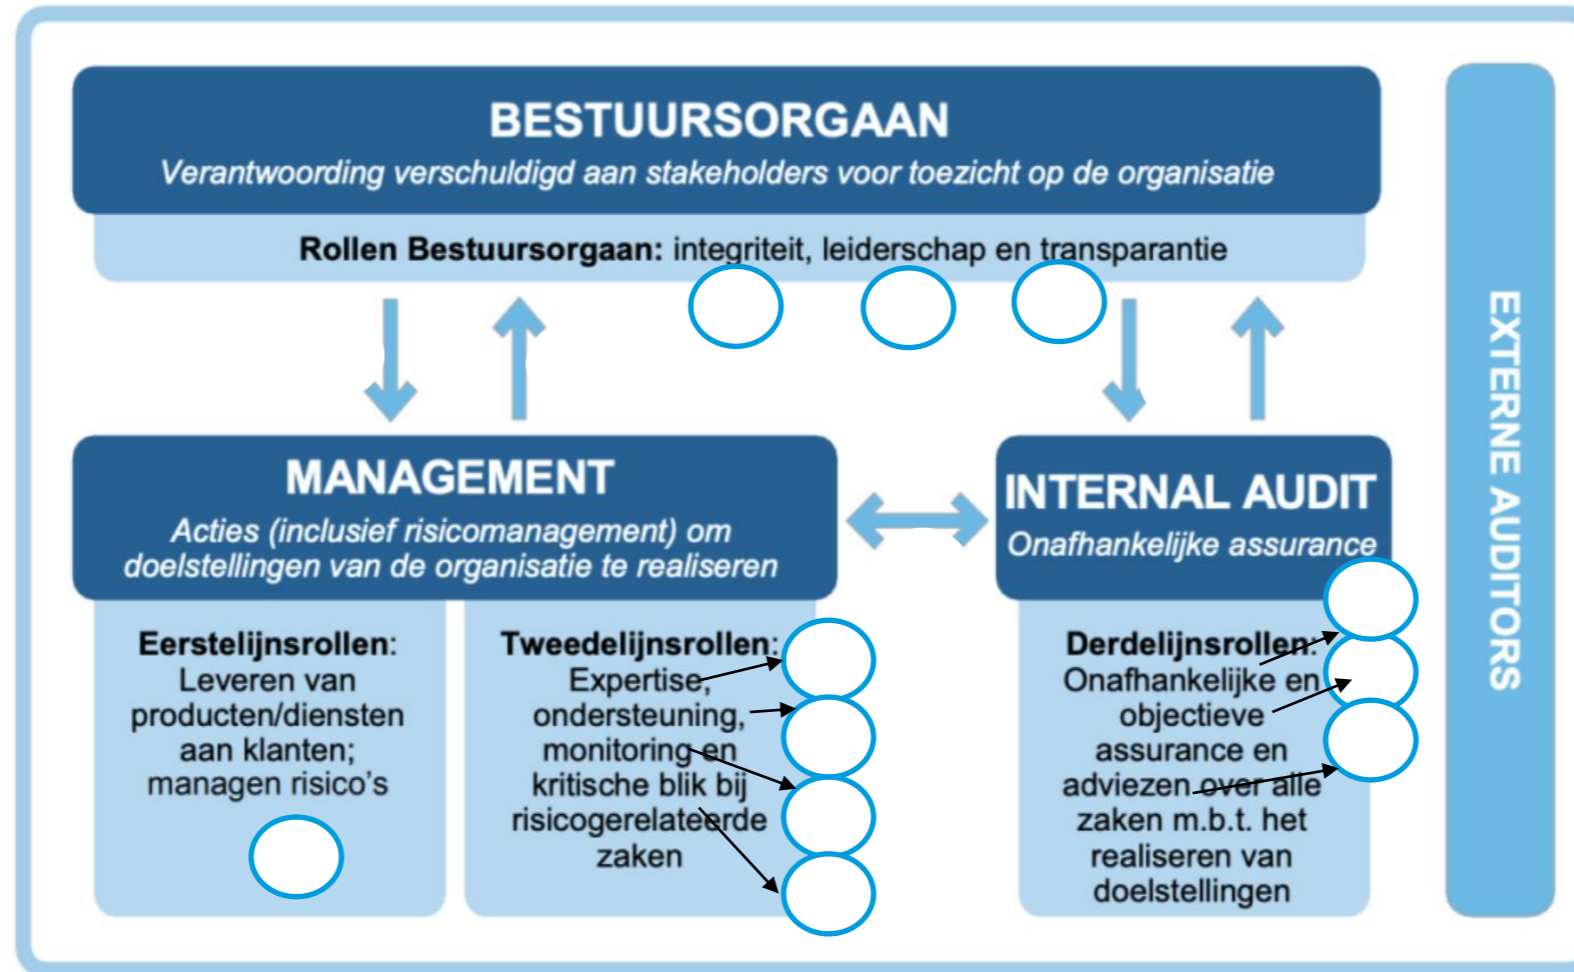 BESTUURSORGAAN
Verantwoording verschuldigd aan stakeholders voor toezicht op de organisatie
Rollen Bestuursorgaan: integriteit, leiderschap en transparantie
MANAGEMENT
Acties (inclusief risicomanagement) om
doelstellingen van de organisatie te realiseren
Eerstelijnsrollen:
Leveren van
producten/diensten
aan klanten;
managen risico's
Tweedelijnsrollen:
Expertise,
ondersteuning,
monitoring en
kritische blik bij
risicogerelateerde
zaken
INTERNAL AUDIT
Onafhankelijke assurance
Derdelijnsrollen:
Onafhankelijke en
objectieve
assurance en
adviezen over alle
zaken m.b.t. het
realiseren van
doelstellingen
EXTERNE AUDITORS